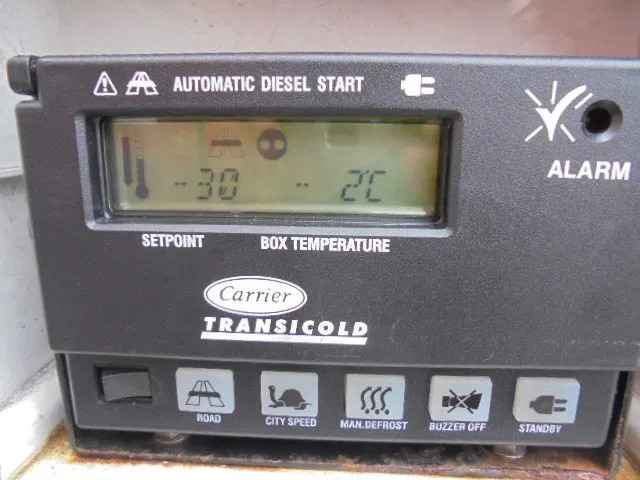 AUTOMATIC DIESEL START
ALARM
-30 - 2C
SETPOINT BOX TEMPERATURE
Carrier
TRANSICOLD
ROAD CITY SPEED MAN.DEFROST BUZZER OFF STANDBY